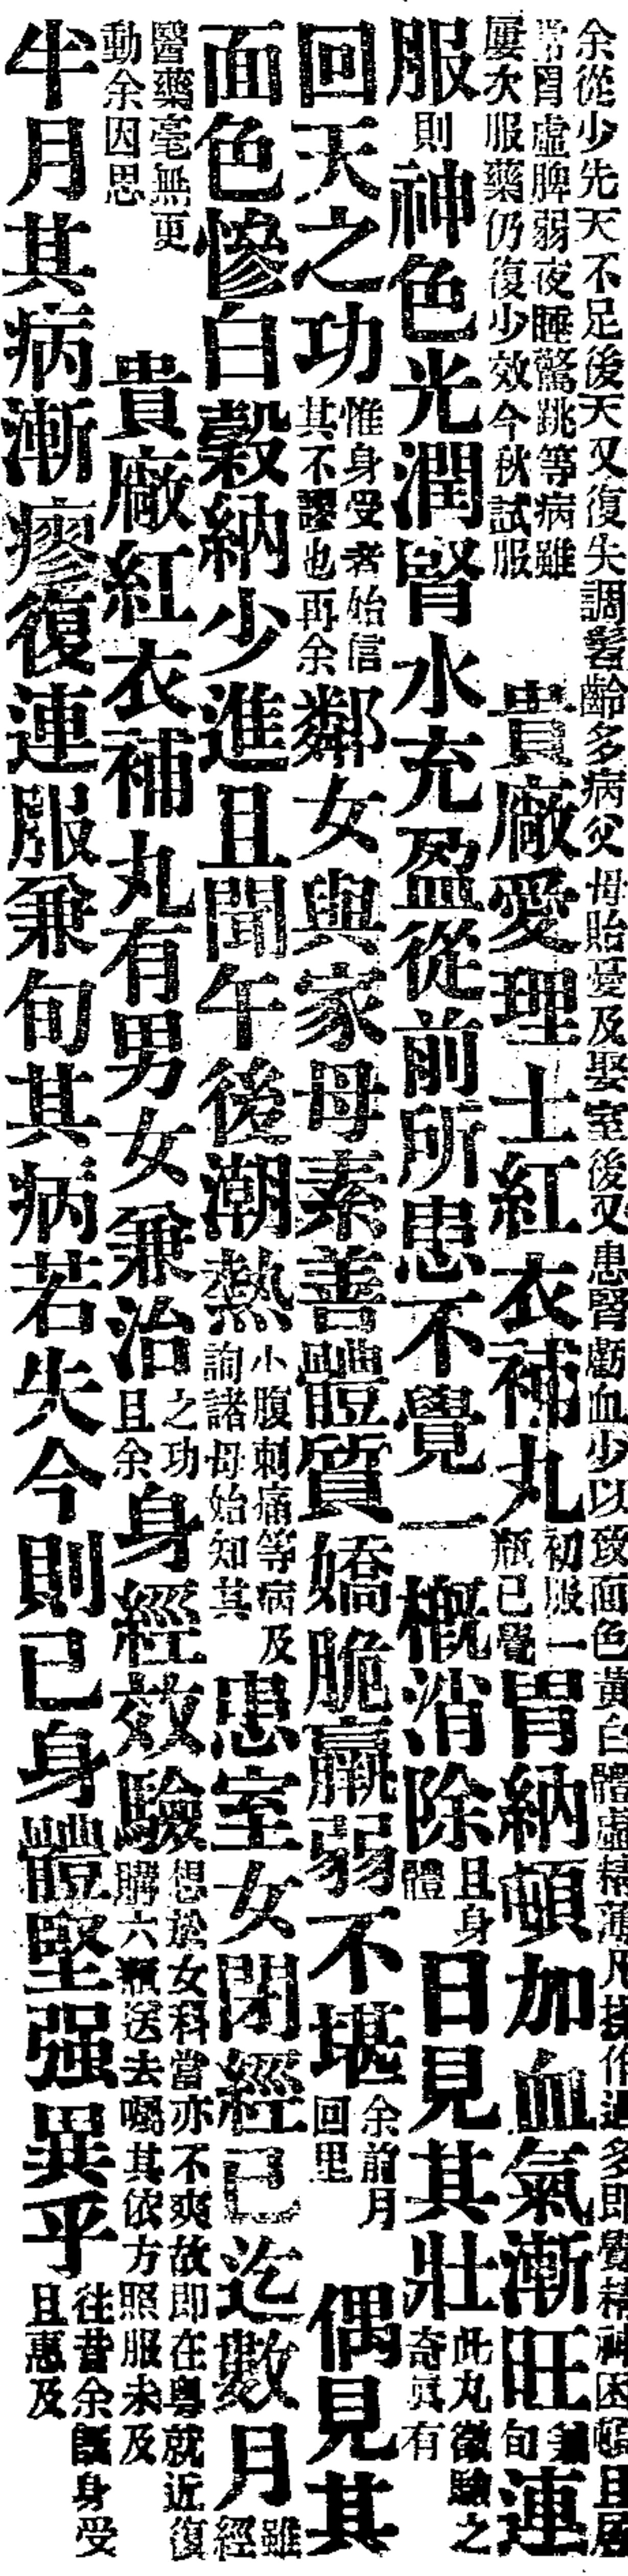 余從少先天不足後天又復失調髫齡多病父母貽憂及娶室後又患腎虧血少以致面色黃白體虛精薄凡操作過多即覺精神困頓且屢
常胃虛脾弱夜睡驚跳等病雖屢次服藥仍復少效今秋試服貴廠愛理士紅衣補丸初服一瓶已覺胃納頓加血氣漸旺兼旬連
服則神色光潤腎水充盈從前所患不覺一概消除且身體日見其壯此丸徵驗之奇眞有
回天之功惟身受者始信其不謬也再余鄰女與家母素善體質嬌脆羸弱不堪余前月回里偶見其
面色慘白穀納少進且聞午後潮熱小腹刺痛等病及詢諸母始知其患室女閉經已迄數月雖經
醫藥毫無更動余因思貴廠紅衣補丸有男女兼治之功且余身經效驗想於女科當亦不爽故即在粵就近復購六瓶送去囑其依方照服未及
半月其病漸瘳復連服兼旬其病若失今則已身體堅强異乎往昔余旣身受且惠及